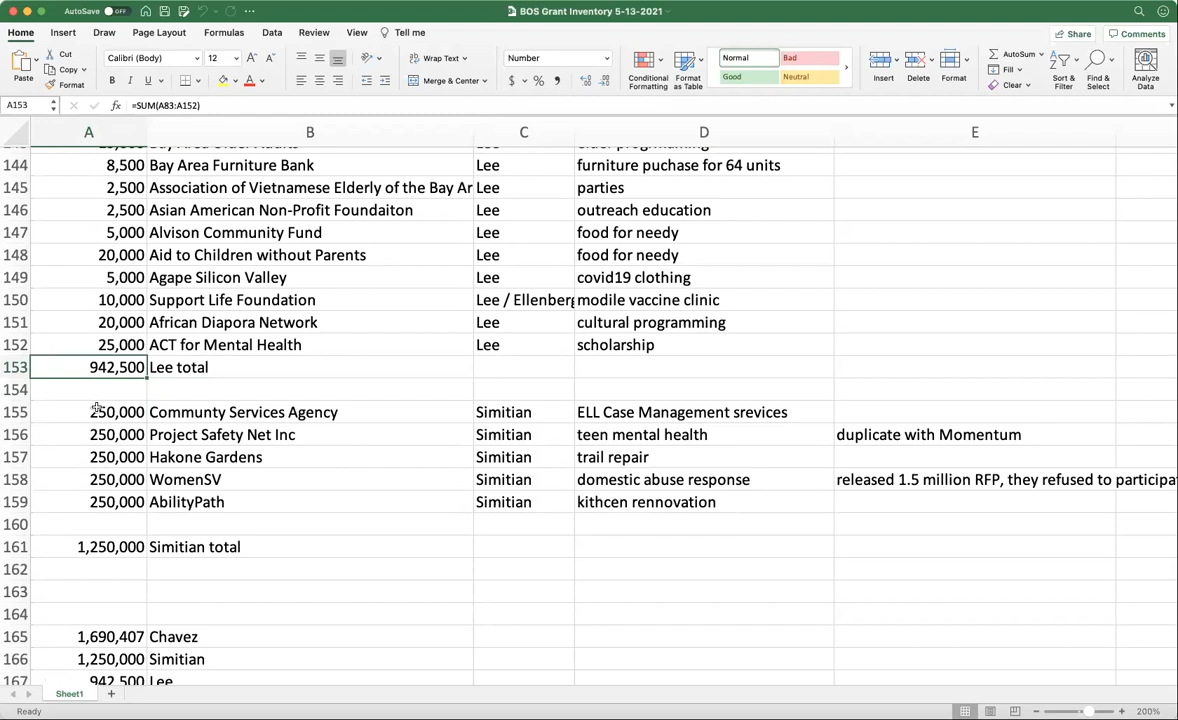 AutoSave OFF BOS Grant Inventory 5-13-2021
Home Insert Draw Page Layout Formulas Data Review View Tell me Share Comments
Paste Cut Copy Format Calibri (Body) 12 A A Wrap Text Number Normal Bad AutoSum
B I U A Merge & Center $ % Conditional Formatting Format as Table Good Neutral Insert Delete Format Fill Clear Sort & Filter Find & Select Analyze Data
A153 fx =SUM(A83:A152)
A B C D E
144 8,500 Bay Area Furniture Bank Lee furniture puchase for 64 units
145 2,500 Association of Vietnamese Elderly of the Bay Ar Lee parties
146 2,500 Asian American Non-Profit Foundaiton Lee outreach education
147 5,000 Alvison Community Fund Lee food for needy
148 20,000 Aid to Children without Parents Lee food for needy
149 5,000 Agape Silicon Valley Lee covid19 clothing
150 10,000 Support Life Foundation Lee / Ellenberg modile vaccine clinic
151 20,000 African Diapora Network Lee cultural programming
152 25,000 ACT for Mental Health Lee scholarship
153 942,500 Lee total
154
155 250,000 Communty Services Agency Simitian ELL Case Management srevices
156 250,000 Project Safety Net Inc Simitian teen mental health duplicate with Momentum
157 250,000 Hakone Gardens Simitian trail repair
158 250,000 WomenSV Simitian domestic abuse response released 1.5 million RFP, they refused to participa
159 250,000 AbilityPath Simitian kithcen rennovation
160
161 1,250,000 Simitian total
162
163
164
165 1,690,407 Chavez
166 1,250,000 Simitian
167 942,500 Lee
Sheet1
Ready 200%